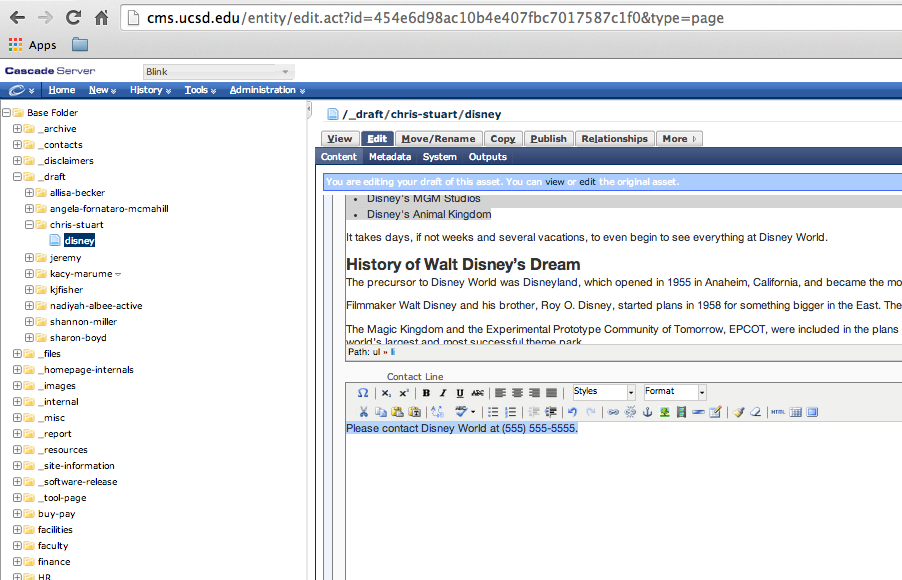 cms.ucsd.edu/entity/edit.act?id=454e6d98ac10b4e407fbc7017587c1f0&type=page
Apps
Cascade Server
Blink
Home New History Tools Administration
Base Folder
_archive
_contacts
_disclaimers
_draft
allisa-becker
angela-fornataro-mcmahill
chris-stuart
disney
jeremy
kacy-marume
kjfisher
nadiyah-albee-active
shannon-miller
sharon-boyd
_files
_homepage-internals
_images
_internal
_misc
_report
_resources
_site-information
_software-release
_tool-page
buy-pay
facilities
faculty
finance
HR
/_draft/chris-stuart/disney
View Edit Move/Rename Copy Publish Relationships More
Content Metadata System Outputs
You are editing your draft of this asset. You can view or edit the original asset.
• Disney's MGM Studios
• Disney's Animal Kingdom
It takes days, if not weeks and several vacations, to even begin to see everything at Disney World.
History of Walt Disney’s Dream
The precursor to Disney World was Disneyland, which opened in 1955 in Anaheim, California, and became the mo
Filmmaker Walt Disney and his brother, Roy O. Disney, started plans in 1958 for something bigger in the East. The
The Magic Kingdom and the Experimental Prototype Community of Tomorrow, EPCOT, were included in the plans
world's largest and most successful theme park
Path: ul » li
Contact Line
Ω X₂ X² B I U ABC Styles Format
HTML
Please contact Disney World at (555) 555-5555.